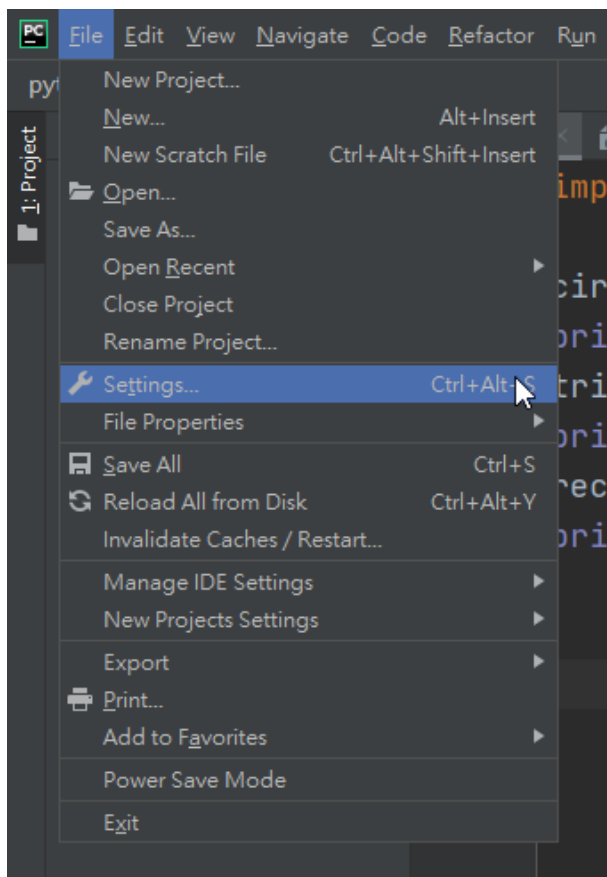 PC File Edit View Navigate Code Refactor Run
py
New Project...
New... Alt+Insert
New Scratch File Ctrl+Alt+Shift+Insert
Open...
Save As...
Open Recent
Close Project
Rename Project...
Settings... Ctrl+Alt+S
File Properties
Save All Ctrl+S
Reload All from Disk Ctrl+Alt+Y
Invalidate Caches / Restart...
Manage IDE Settings
New Projects Settings
Export
Print...
Add to Favorites
Power Save Mode
Exit
1: Project
imp
cir
pri
tri
pri
rec
pri